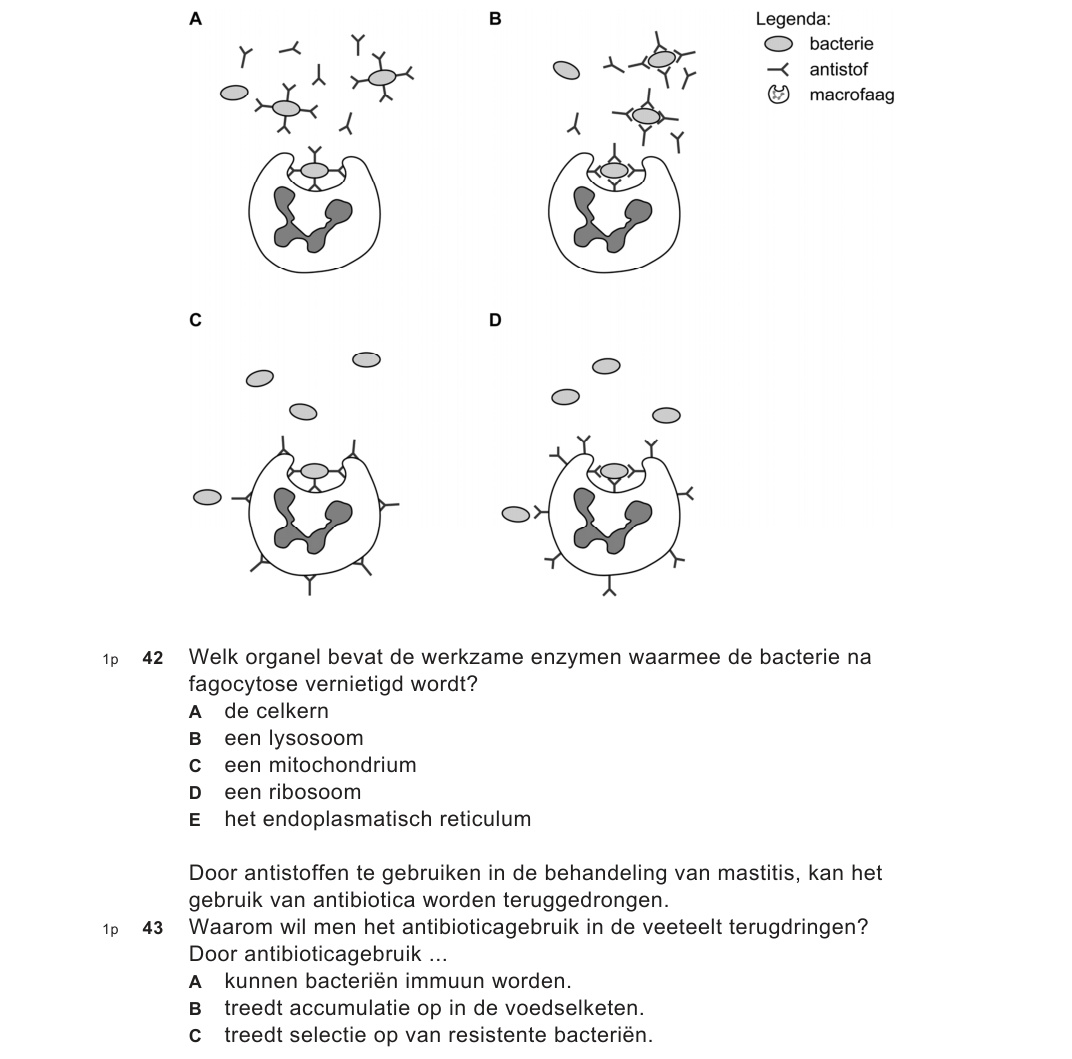 A
B
Legenda:
bacterie
antistof
macrofaag
C
D
1p 42 Welk organel bevat de werkzame enzymen waarmee de bacterie na
fagocytose vernietigd wordt?
A de celkern
B een lysosoom
C een mitochondrium
D een ribosoom
E het endoplasmatisch reticulum
Door antistoffen te gebruiken in de behandeling van mastitis, kan het
gebruik van antibiotica worden teruggedrongen.
1p 43 Waarom wil men het antibioticagebruik in de veeteelt terugdringen?
Door antibioticagebruik ...
A kunnen bacteriën immuun worden.
B treedt accumulatie op in de voedselketen.
C treedt selectie op van resistente bacteriën.